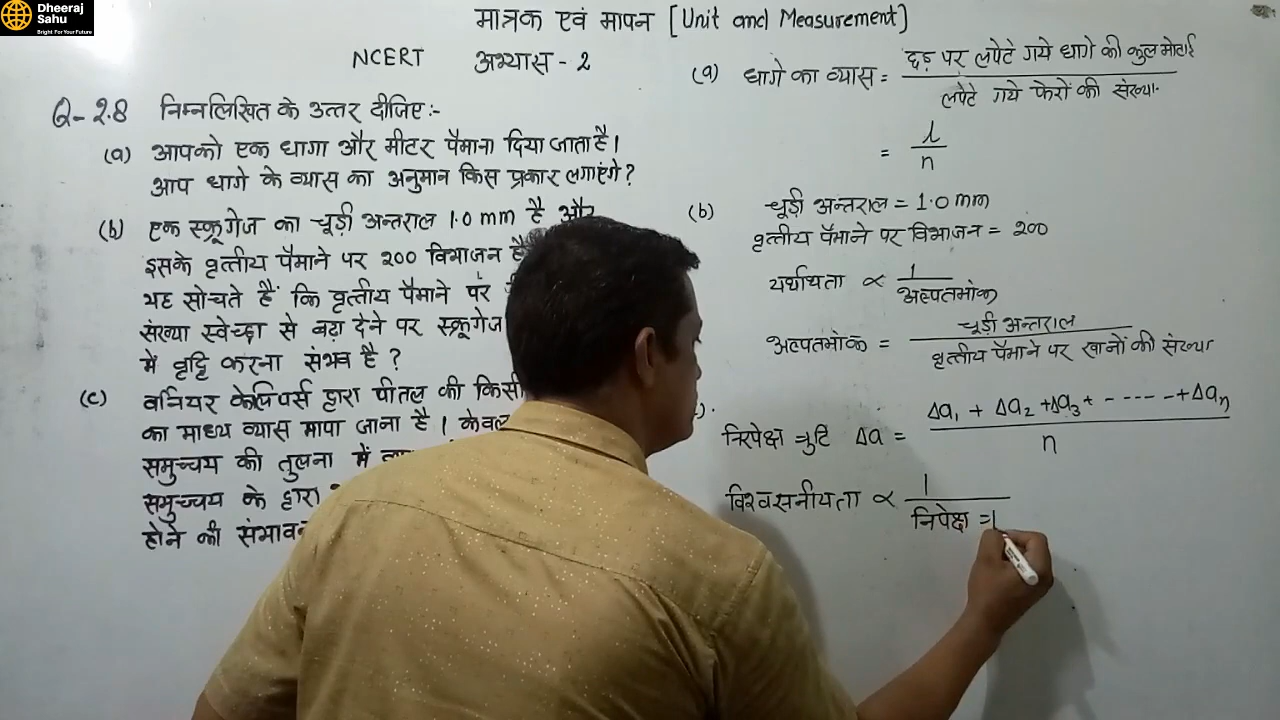 Dheeraj
Sahu
Bright For Your Future
मात्रक एवं मापन [Unit and Measurement]
NCERT अभ्यास - 2
Q-2.8 निम्नलिखित के उत्तर दीजिए:-
(a) आपको एक धागा और मीटर पैमाना दिया जाता है।
आप धागे के व्यास का अनुमान किस प्रकार लगाएंगे?
(b) एक स्क्रूगेज का चूड़ी अन्तराल 1.0 mm है और
इसके वृत्तीय पैमाने पर 200 विभाजन है
यह सोचते हैं कि वृत्तीय पैमाने पर
संख्या स्वेच्छा से बढ़ा देने पर स्क्रूगेज
में वृद्धि करना संभव है?
(c) वर्नियर केलिपर्स द्वारा पीतल की किसी
का माध्य व्यास मापा जाना है। केवल
समुच्चय की तुलना में
समुच्चय के द्वारा
होने की संभावना
(a) धागे का व्यास = दड़ पर लपेटे गये धागे की कुल मोटाई
लपेटे गये फेरों की संख्या
= l
n
(b) चूड़ी अन्तराल = 1.0 mm
वृत्तीय पैमाने पर विभाजन = 200
यर्थाथता ∝ 1
अल्पतमांक
अल्पतमांक = चूड़ी अन्तराल
वृत्तीय पैमाने पर खानों की संख्या
निरपेक्ष त्रुटि Δa = Δa₁ + Δa₂ + Δa₃ + - - - - - + Δaₙ
n
विश्वसनीयता ∝ 1
निपेक्ष